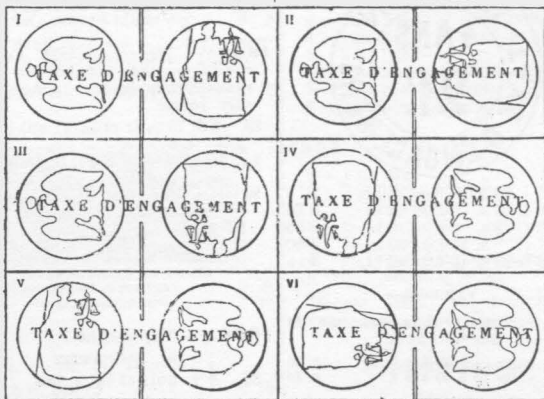 I
TAXE D'ENGAGEMENT
II
TAXE D'ENGAGEMENT
III
TAXE D'ENGAGEMENT
IV
TAXE D'ENGAGEMENT
V
TAXE D'ENGAGEMENT
VI
TAXE D'ENGAGEMENT